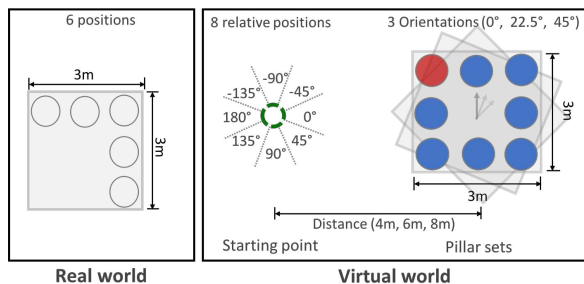 6 positions
3m
3m
Real world
8 relative positions
-90°
-135°
-45°
180°
0°
135°
45°
90°
3 Orientations (0°, 22.5°, 45°)
3m
3m
Distance (4m, 6m, 8m)
Starting point
Pillar sets
Virtual world